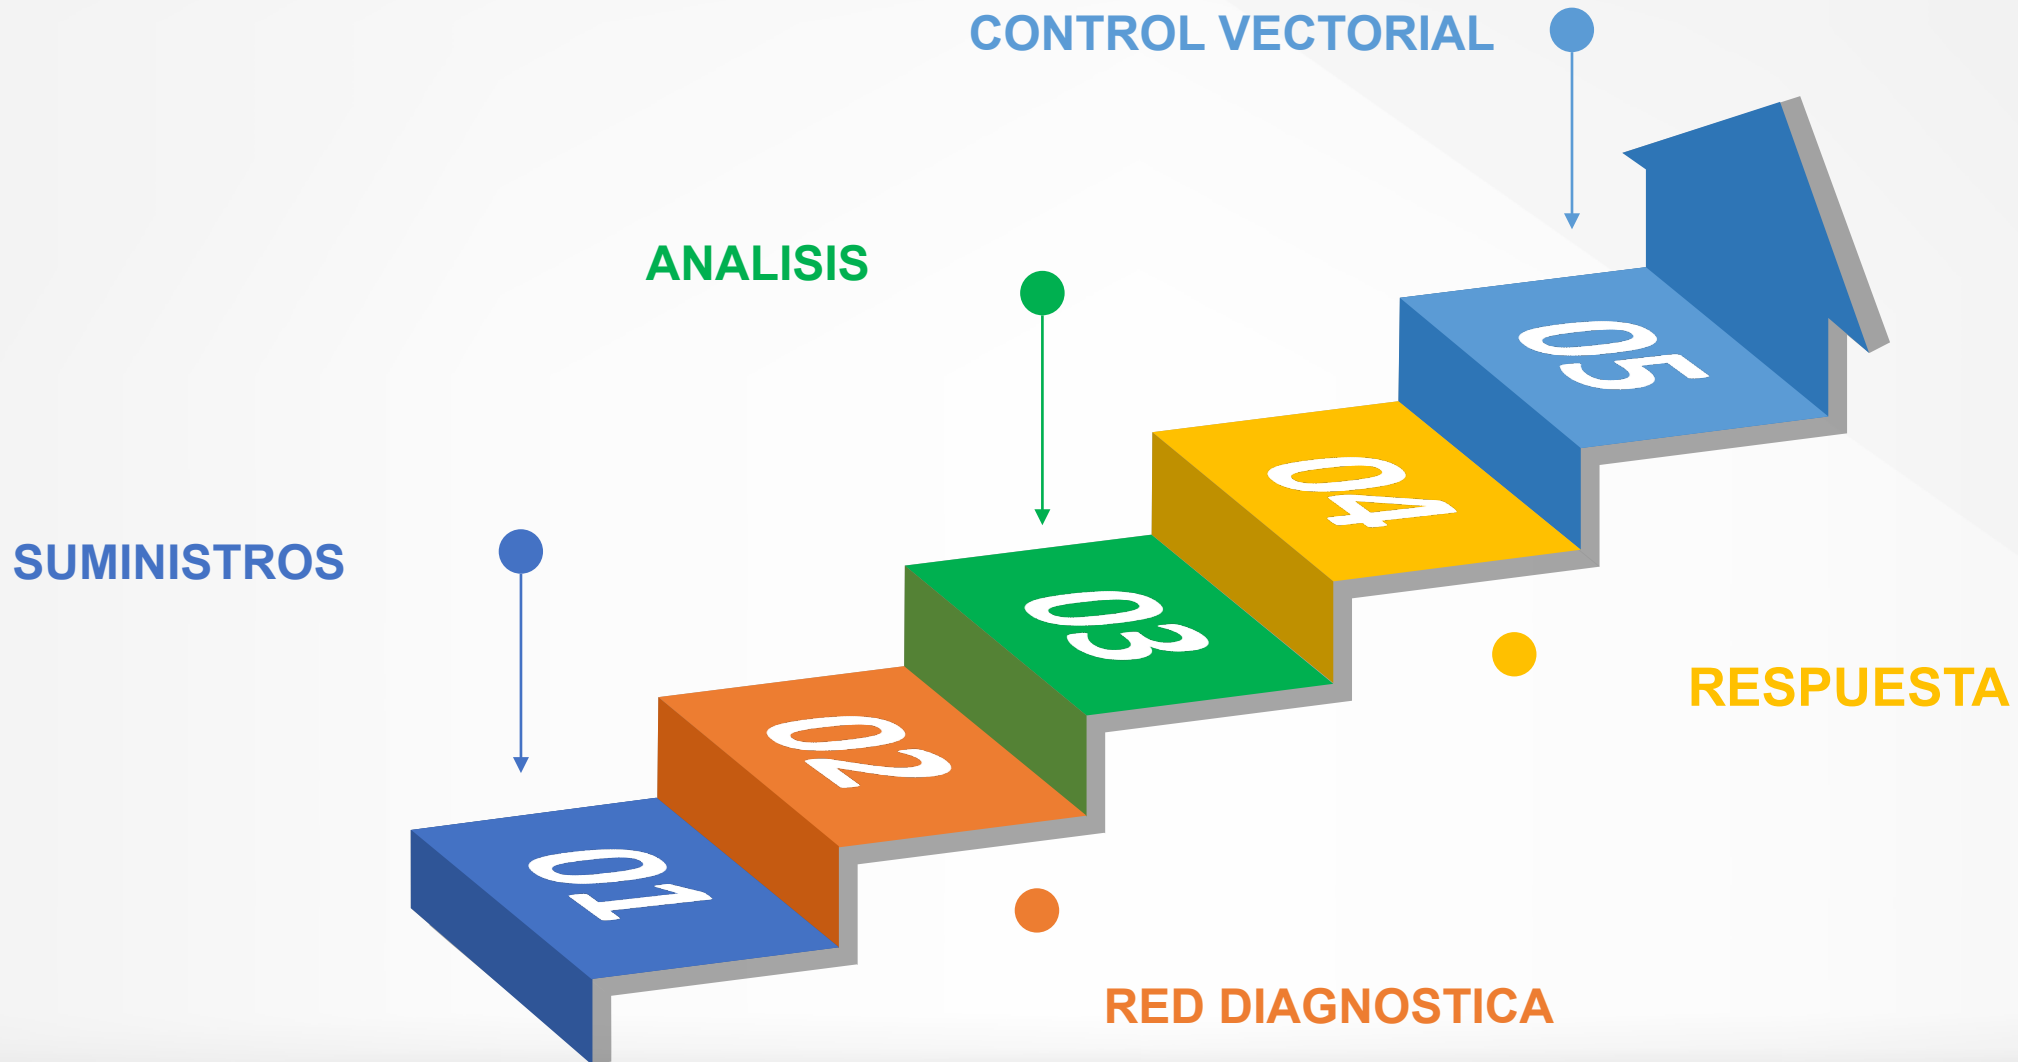 CONTROL VECTORIAL
ANALISIS
05
04
SUMINISTROS
03
RESPUESTA
02
01
RED DIAGNOSTICA